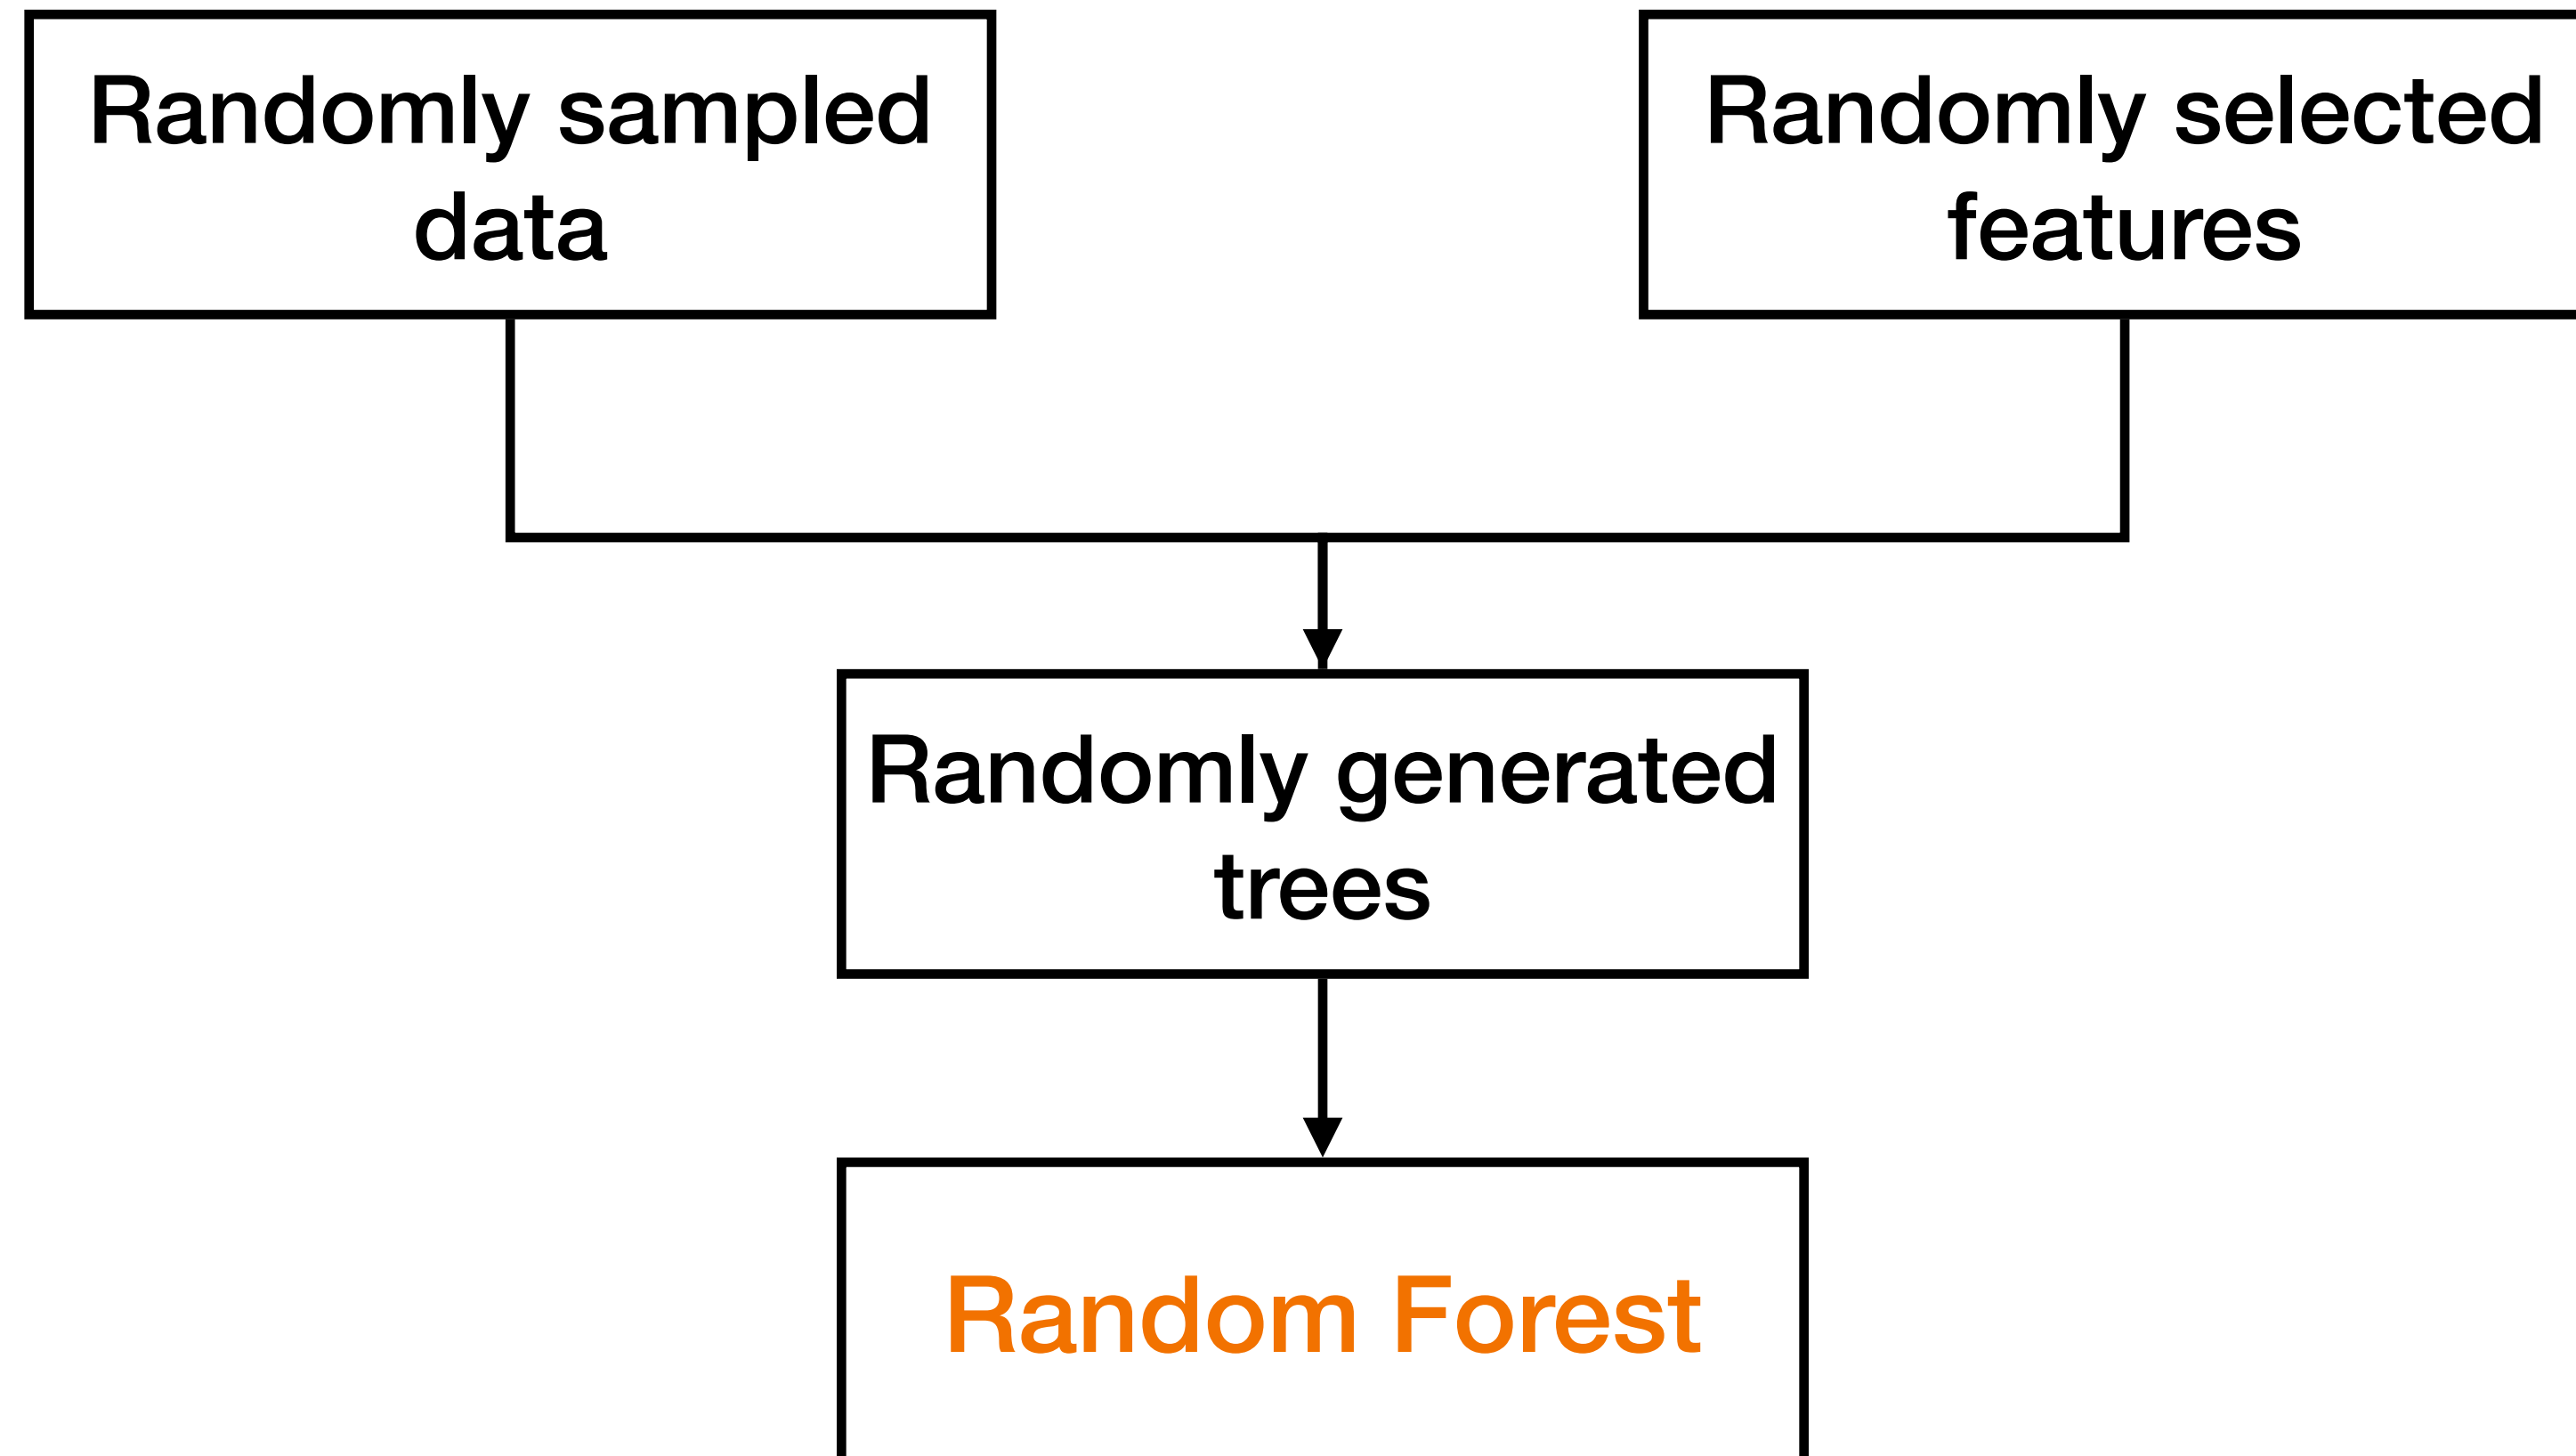 Randomly sampled
data
Randomly selected
features
Randomly generated
trees
Random Forest